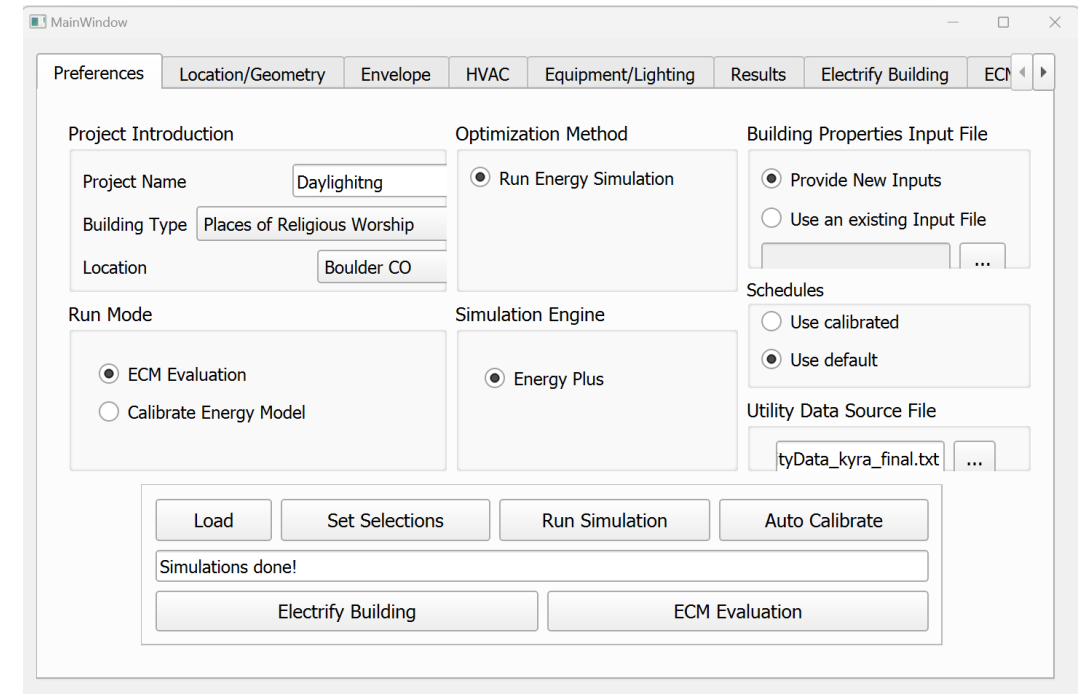 MainWindow
Preferences Location/Geometry Envelope HVAC Equipment/Lighting Results Electrify Building ECM
Project Introduction
Project Name Daylighitng
Building Type Places of Religious Worship
Location Boulder CO
Optimization Method
Run Energy Simulation
Building Properties Input File
Provide New Inputs
Use an existing Input File
...
Schedules
Use calibrated
Use default
Run Mode
ECM Evaluation
Calibrate Energy Model
Simulation Engine
Energy Plus
Utility Data Source File
tyData_kyra_final.txt ...
Load Set Selections Run Simulation Auto Calibrate
Simulations done!
Electrify Building ECM Evaluation